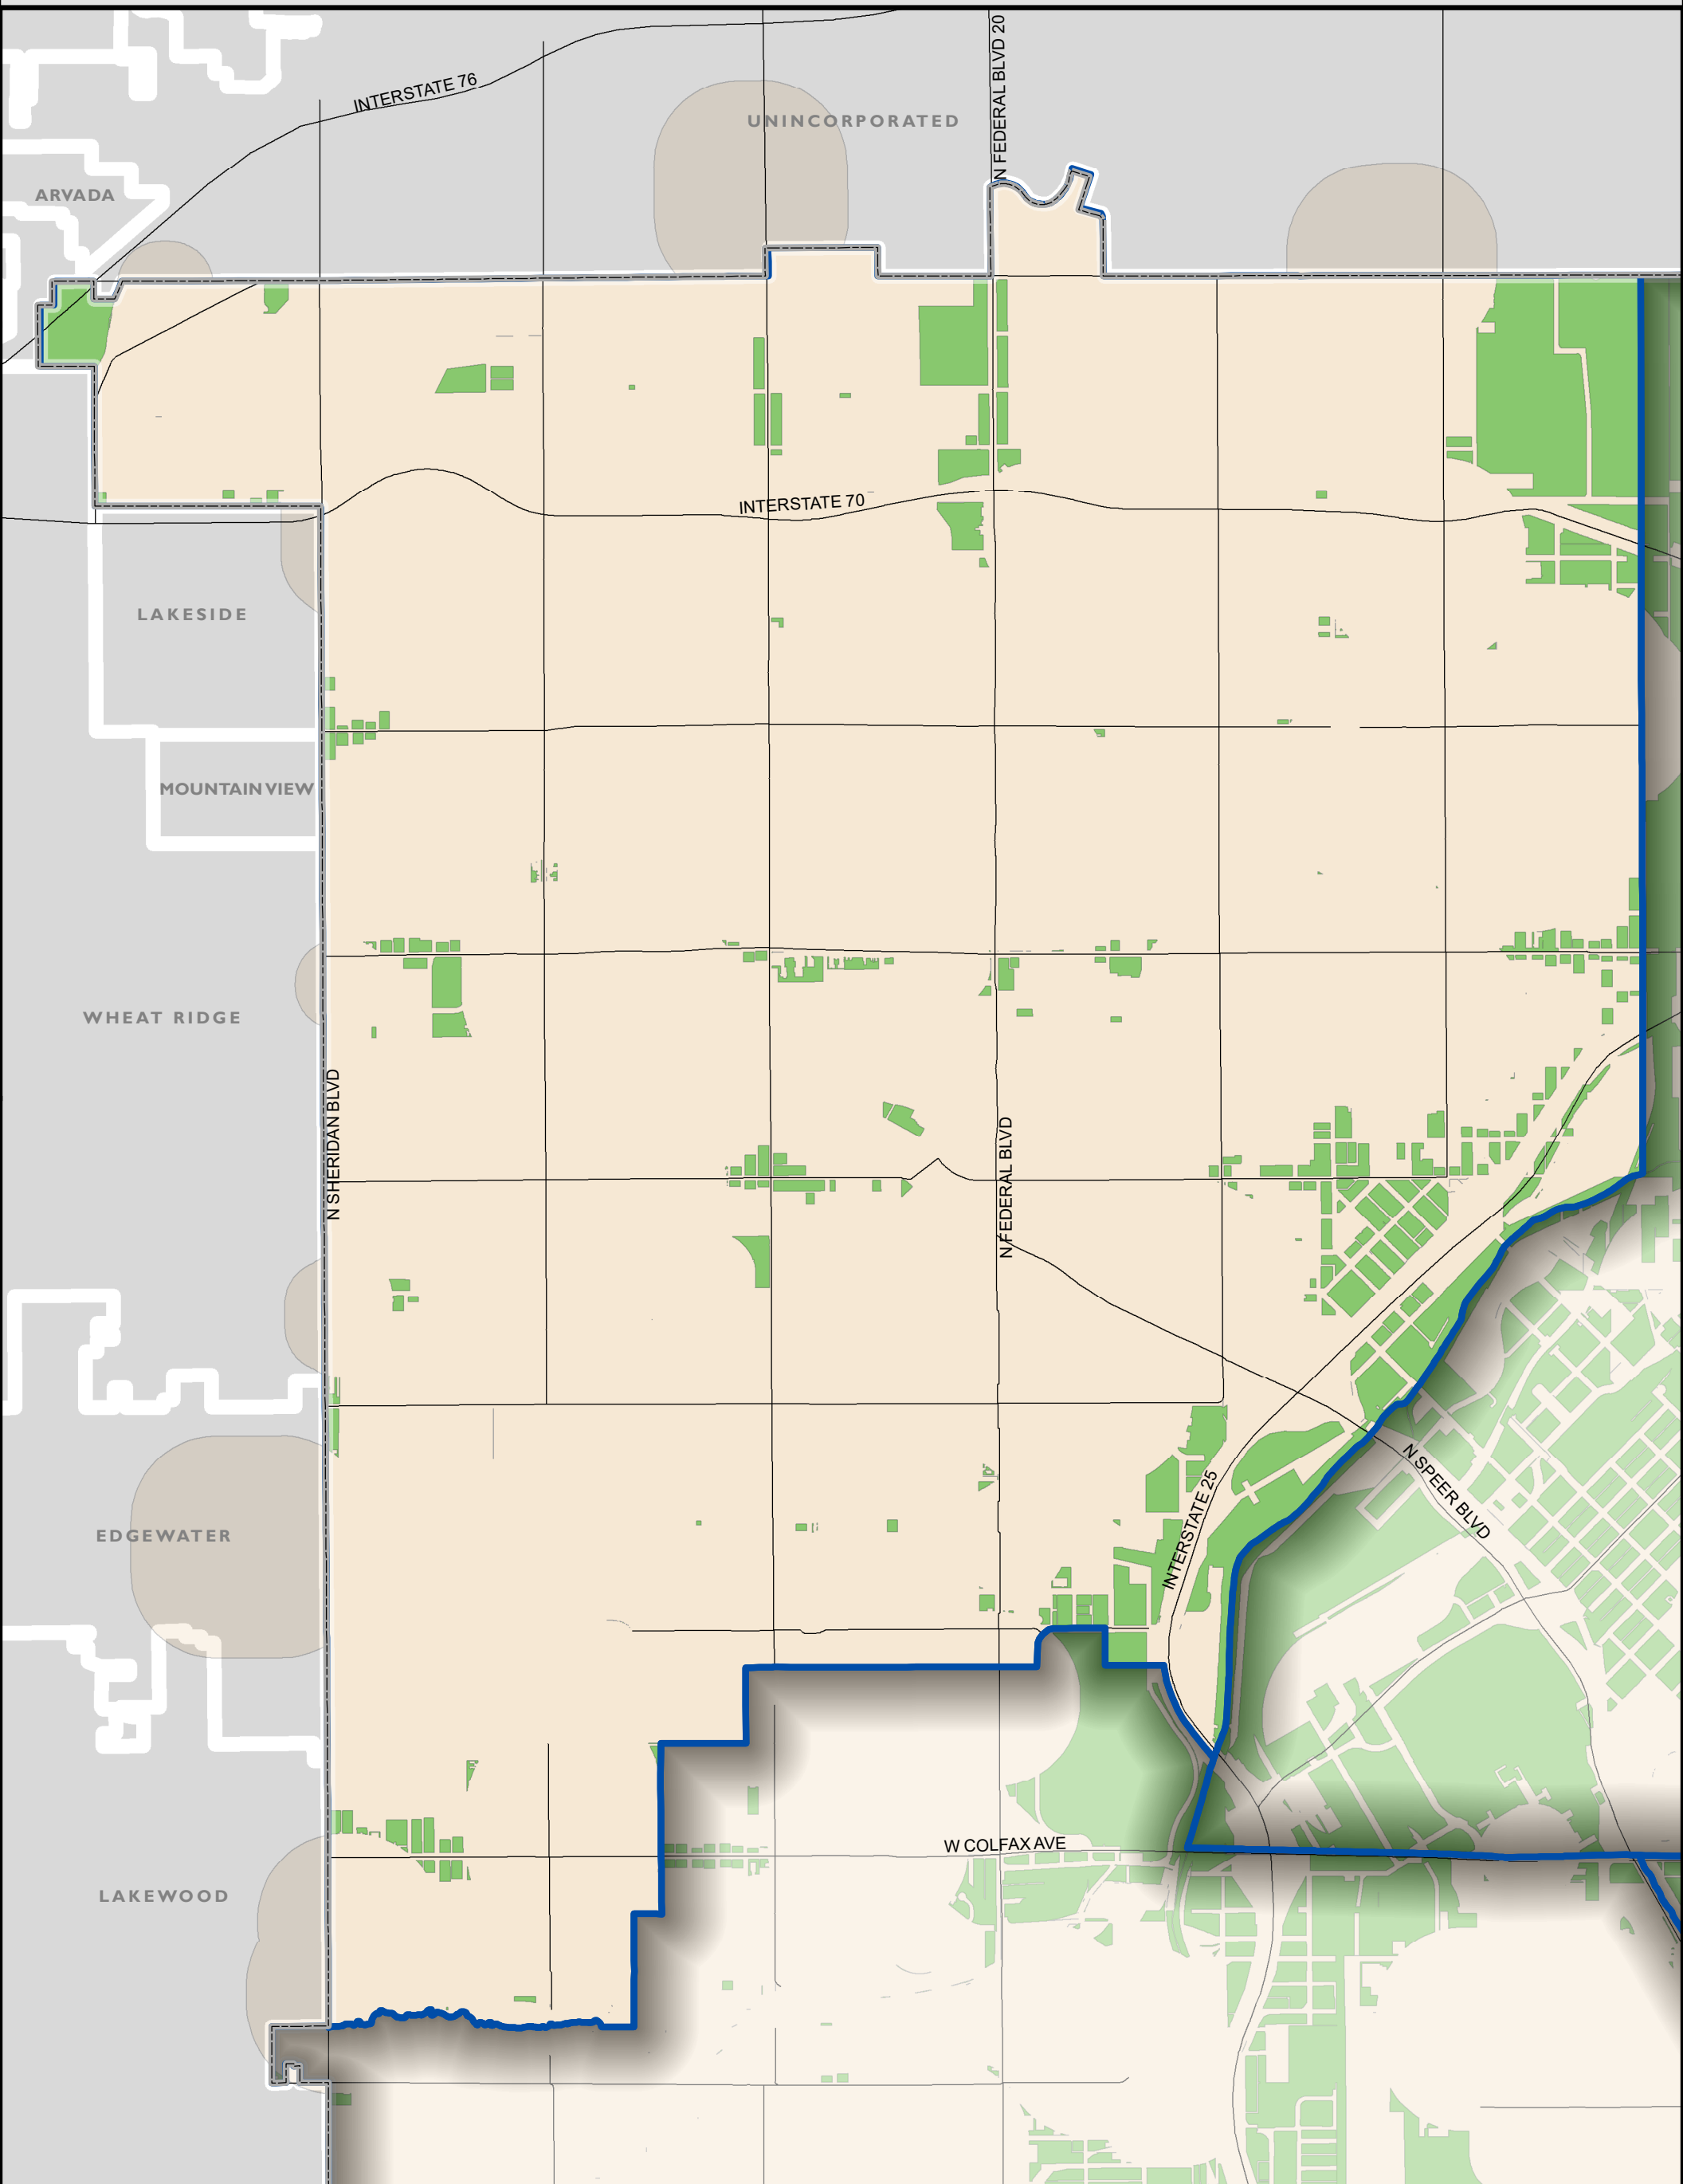 N FEDERAL BLVD 20
INTERSTATE 76
UNINCORPORATED
ARVADA
INTERSTATE 70
LAKESIDE
MOUNTAIN VIEW
WHEAT RIDGE
N SHERIDAN BLVD
N FEDERAL BLVD
N SPEER BLVD
INTERSTATE 25
EDGEWATER
W COLFAX AVE
LAKEWOOD